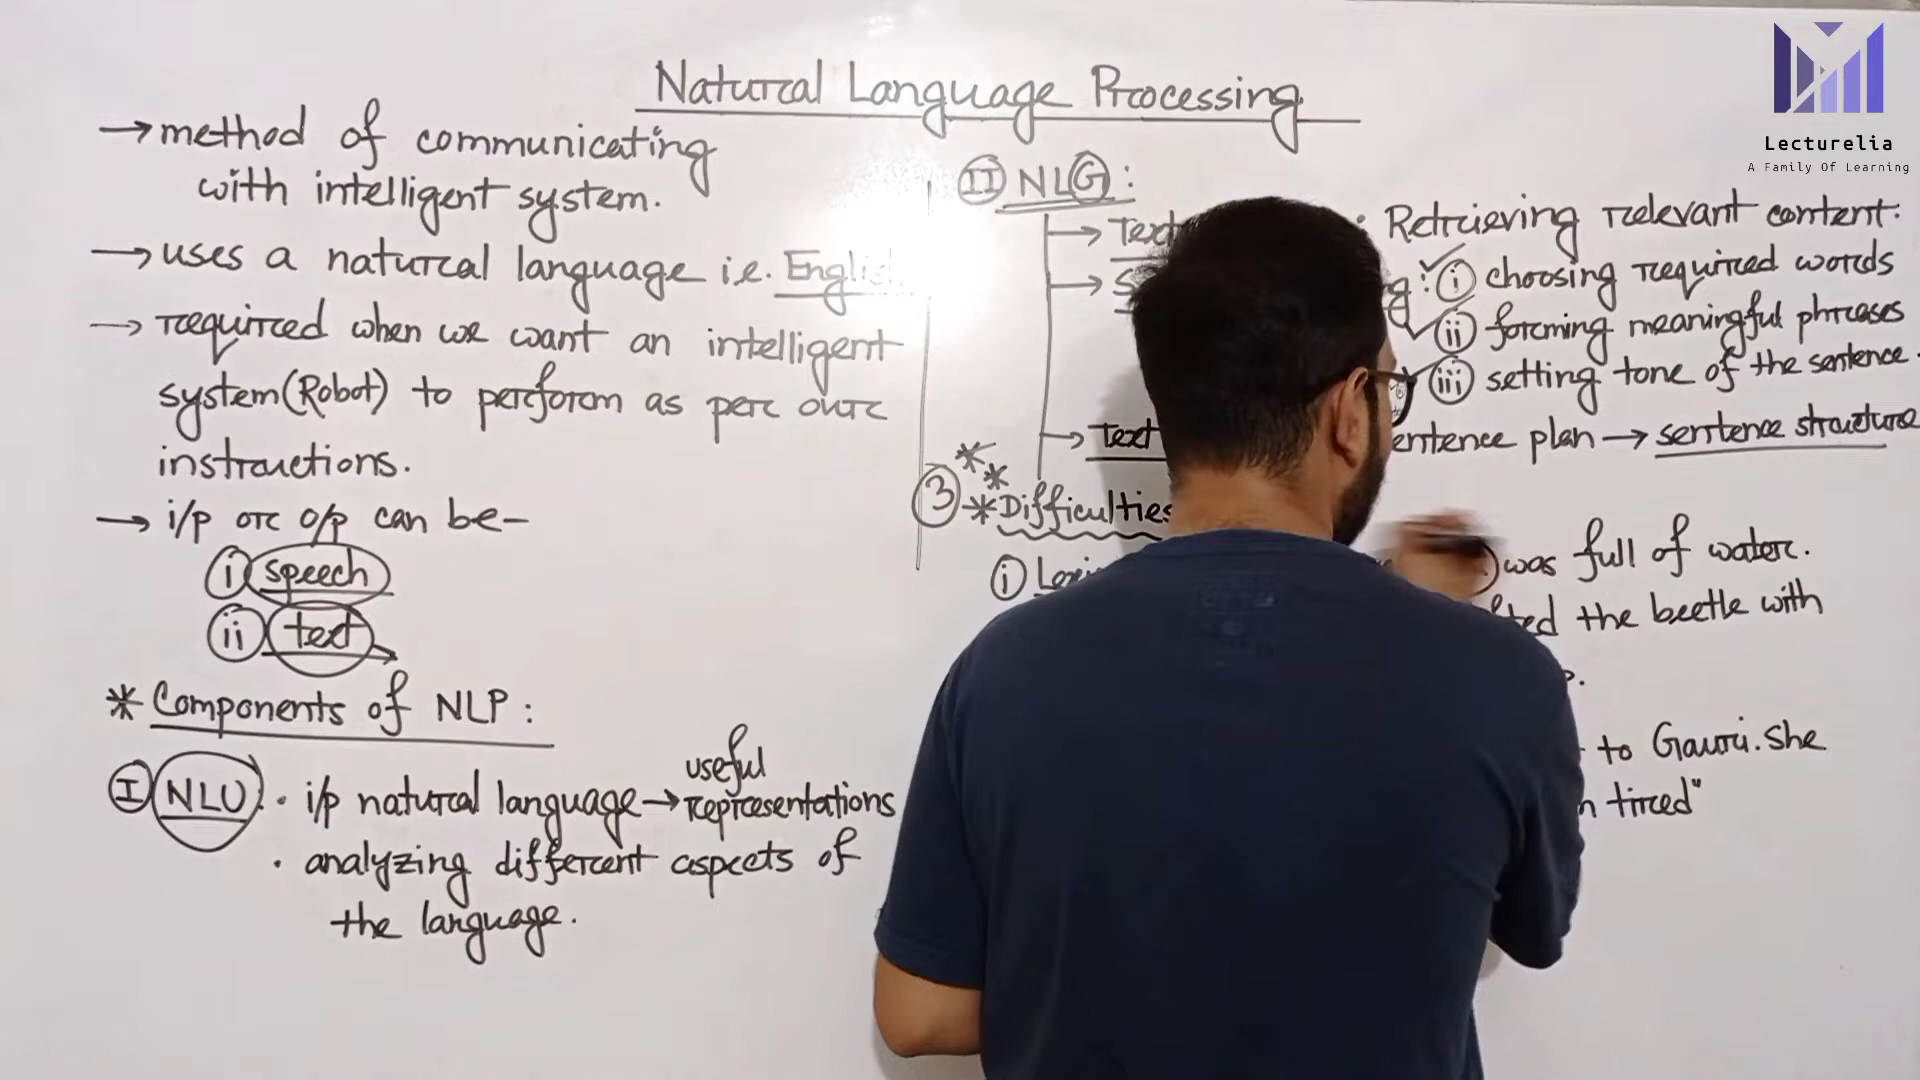 Natural Language Processing
→ method of communicating
with intelligent system.
→ uses a natural language i.e. English
→ required when we want an intelligent
system (Robot) to perform as per our
instructions.
→ i/p or o/p can be-
i speech
ii text
* Components of NLP:
I NLU: • i/p natural language → useful
representations
• analyzing different aspects of
the language.
II NLG:
→ Text : Retrieving relevant content:
→ : i choosing required words
ii forming meaningful phrases
iii setting tone of the sentence.
→ Text sentence plan → sentence structure
3 * * * Difficulties
i was full of water.
the beetle with
to Gauri. She
tired"
Lecturelia
A Family Of Learning